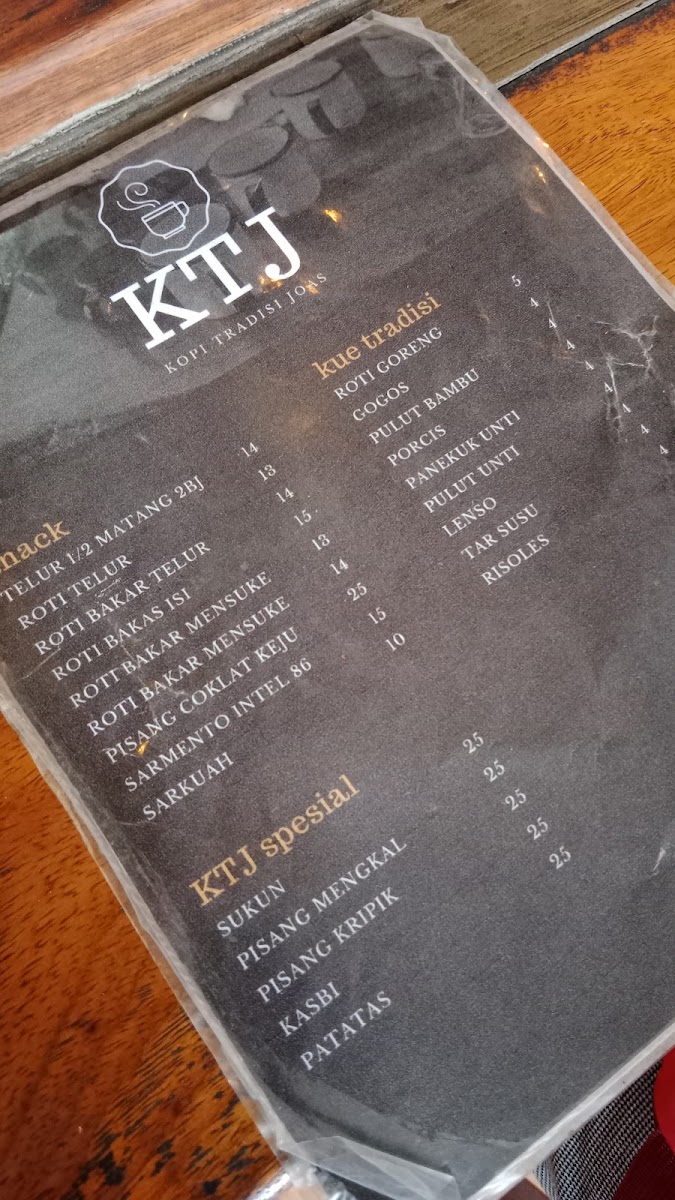 KTJ
KOPI TRADISI JOAS
nack
TELUR 1/2 MATANG 2BJ 14
ROTI TELUR 13
ROTI BAKAR TELUR 14
ROTI BAKAS ISI 15
ROTI BAKAR MENSUKE 13
ROTI BAKAR MENSUKE 14
PISANG COKLAT KEJU 25
SARMENTO INTEL 86 15
SARKUAH 10
kue tradisi
ROTI GORENG 5
GOGOS 4
PULUT BAMBU 4
PORCIS 4
PANEKUK UNTI 4
PULUT UNTI 4
LENSO 4
TAR SUSU 4
RISOLES 4
KTJ spesial
SUKUN 25
PISANG MENGKAL 25
PISANG KRIPIK 25
KASBI 25
PATATAS 25